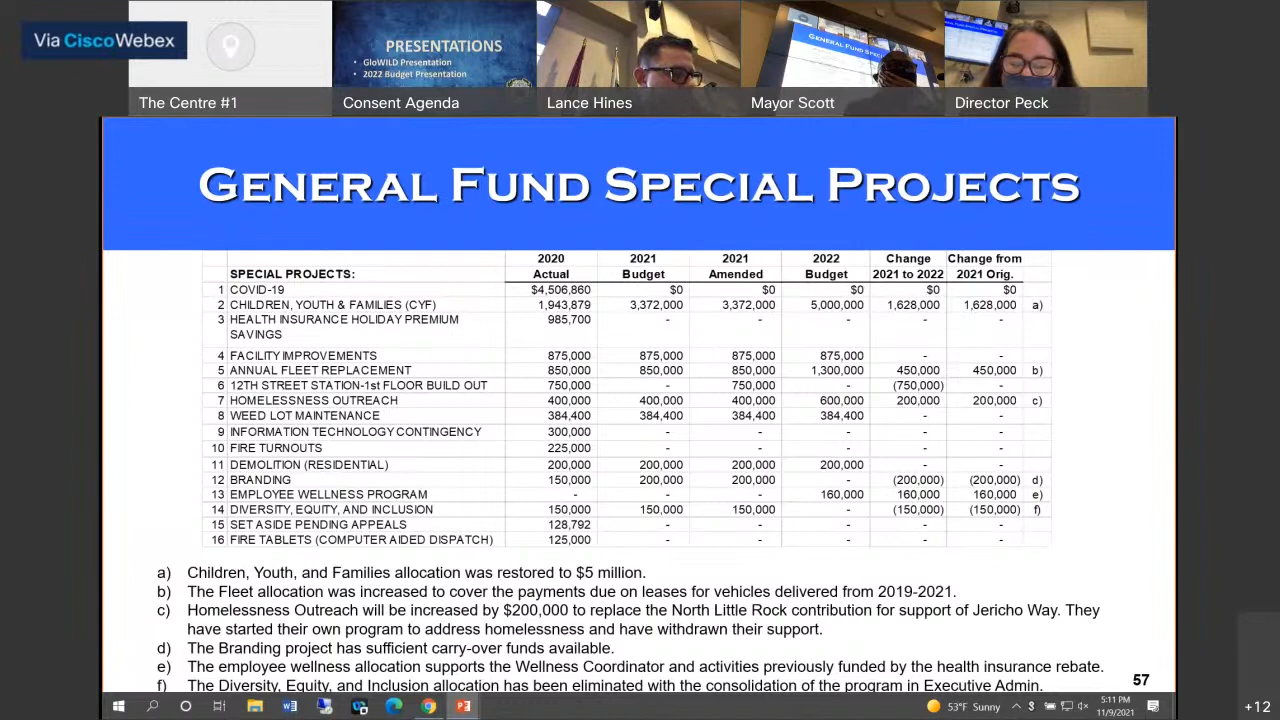 Via Cisco Webex
PRESENTATIONS
• GloWILD Presentation
• 2022 Budget Presentation
GENERAL FUND SPECI
The Centre #1
Consent Agenda
Lance Hines
Mayor Scott
Director Peck
GENERAL FUND SPECIAL PROJECTS
2020 2021 2021 2022 Change Change from
SPECIAL PROJECTS: Actual Budget Amended Budget 2021 to 2022 2021 Orig.
1 COVID-19 $4,506,860 $0 $0 $0 $0 $0
2 CHILDREN, YOUTH & FAMILIES (CYF) 1,943,879 3,372,000 3,372,000 5,000,000 1,628,000 1,628,000 a)
3 HEALTH INSURANCE HOLIDAY PREMIUM 985,700 - - - - -
SAVINGS
4 FACILITY IMPROVEMENTS 875,000 875,000 875,000 875,000 - -
5 ANNUAL FLEET REPLACEMENT 850,000 850,000 850,000 1,300,000 450,000 450,000 b)
6 12TH STREET STATION-1st FLOOR BUILD OUT 750,000 - 750,000 - (750,000) -
7 HOMELESSNESS OUTREACH 400,000 400,000 400,000 600,000 200,000 200,000 c)
8 WEED LOT MAINTENANCE 384,400 384,400 384,400 384,400 - -
9 INFORMATION TECHNOLOGY CONTINGENCY 300,000 - - - - -
10 FIRE TURNOUTS 225,000 - - - - -
11 DEMOLITION (RESIDENTIAL) 200,000 200,000 200,000 200,000 - -
12 BRANDING 150,000 200,000 200,000 - (200,000) (200,000) d)
13 EMPLOYEE WELLNESS PROGRAM - - - 160,000 160,000 160,000 e)
14 DIVERSITY, EQUITY, AND INCLUSION 150,000 150,000 150,000 - (150,000) (150,000) f)
15 SET ASIDE PENDING APPEALS 128,792 - - - - -
16 FIRE TABLETS (COMPUTER AIDED DISPATCH) 125,000 - - - - -
a) Children, Youth, and Families allocation was restored to $5 million.
b) The Fleet allocation was increased to cover the payments due on leases for vehicles delivered from 2019-2021.
c) Homelessness Outreach will be increased by $200,000 to replace the North Little Rock contribution for support of Jericho Way. They
have started their own program to address homelessness and have withdrawn their support.
d) The Branding project has sufficient carry-over funds available.
e) The employee wellness allocation supports the Wellness Coordinator and activities previously funded by the health insurance rebate.
f) The Diversity, Equity, and Inclusion allocation has been eliminated with the consolidation of the program in Executive Admin.
57
53°F Sunny
5:11 PM
11/9/2021
+12